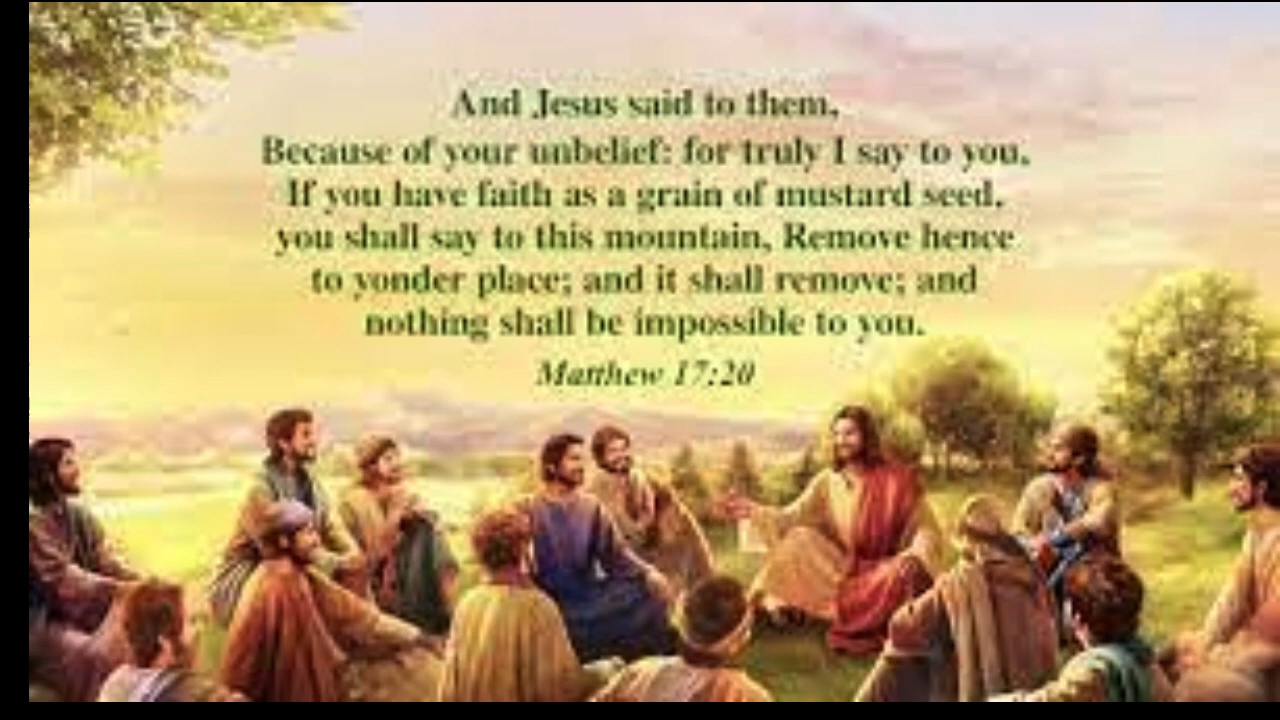 And Jesus said to them,
Because of your unbelief: for truly I say to you,
If you have faith as a grain of mustard seed,
you shall say to this mountain, Remove hence
to yonder place; and it shall remove; and
nothing shall be impossible to you.
Matthew 17:20